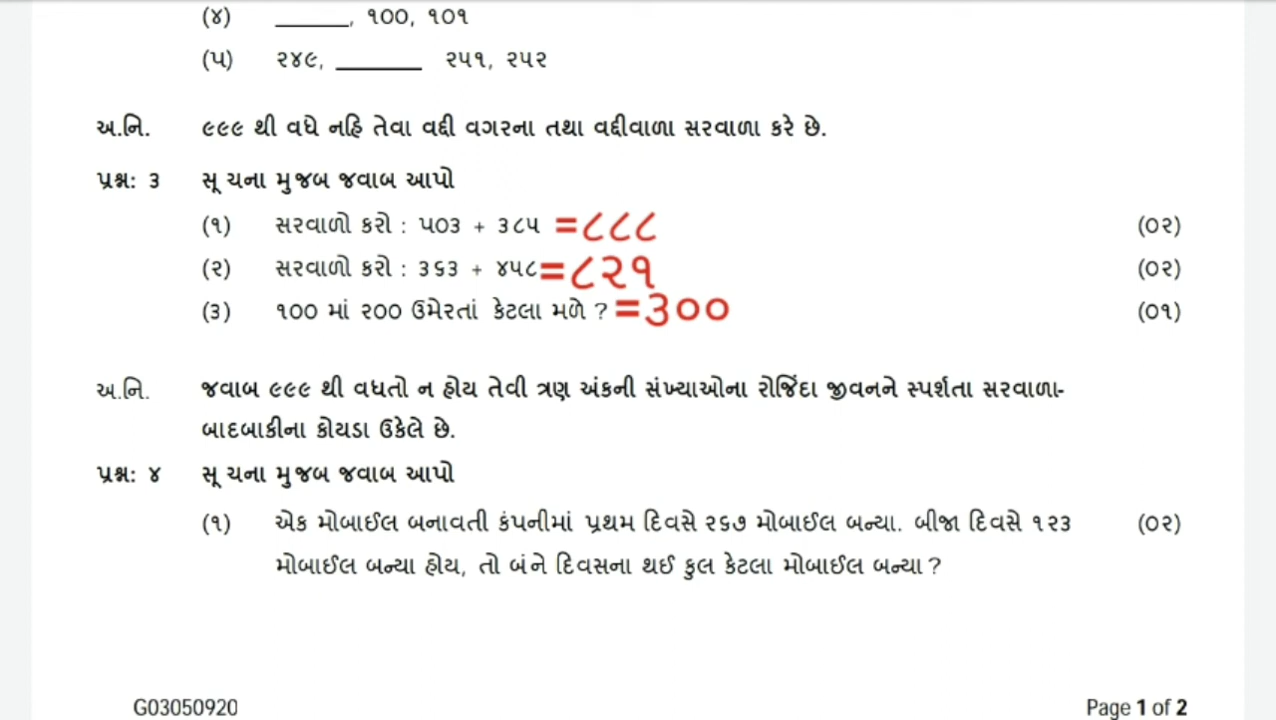 (૪) ______, ૧૦૦, ૧૦૧
(૫) ૨૪૯, _______ ૨૫૧, ૨૫૨
અ.નિ. ૯૯૯ થી વધે નહિ તેવા વદ્દી વગરના તથા વદ્દીવાળા સરવાળા કરે છે.
પ્રશ્ન: ૩ સૂચના મુજબ જવાબ આપો
(૧) સરવાળો કરો : ૫૦૩ + ૩૮૫ =૮૮૮ (૦૨)
(૨) સરવાળો કરો : ૩૬૩ + ૪૫૮=૮૨૧ (૦૨)
(૩) ૧૦૦ માં ૨૦૦ ઉમેરતાં કેટલા મળે ? =૩૦૦ (૦૧)
અ.નિ. જવાબ ૯૯૯ થી વધતો ન હોય તેવી ત્રણ અંકની સંખ્યાઓના રોજિંદા જીવનને સ્પર્શતા સરવાળા-
બાદબાકીના કોયડા ઉકેલે છે.
પ્રશ્ન: ૪ સૂચના મુજબ જવાબ આપો
(૧) એક મોબાઈલ બનાવતી કંપનીમાં પ્રથમ દિવસે ૨૬૭ મોબાઈલ બન્યા. બીજા દિવસે ૧૨૩ (૦૨)
મોબાઈલ બન્યા હોય, તો બંને દિવસના થઈ કુલ કેટલા મોબાઈલ બન્યા ?
G03050920 Page 1 of 2